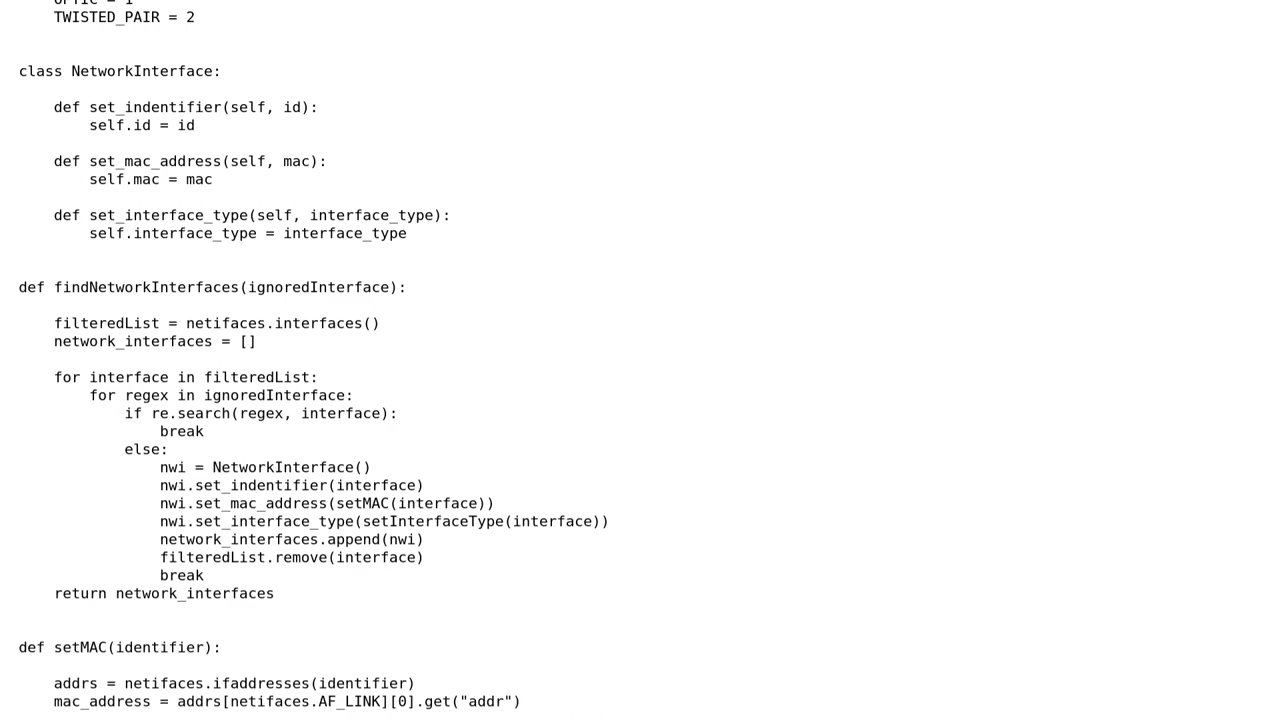 TWISTED_PAIR = 2
class NetworkInterface:
    def set_indentifier(self, id):
        self.id = id
    def set_mac_address(self, mac):
        self.mac = mac
    def set_interface_type(self, interface_type):
        self.interface_type = interface_type
def findNetworkInterfaces(ignoredInterface):
    filteredList = netifaces.interfaces()
    network_interfaces = []
    for interface in filteredList:
        for regex in ignoredInterface:
            if re.search(regex, interface):
                break
            else:
                nwi = NetworkInterface()
                nwi.set_indentifier(interface)
                nwi.set_mac_address(setMAC(interface))
                nwi.set_interface_type(setInterfaceType(interface))
                network_interfaces.append(nwi)
                filteredList.remove(interface)
                break
    return network_interfaces
def setMAC(identifier):
    addrs = netifaces.ifaddresses(identifier)
    mac_address = addrs[netifaces.AF_LINK][0].get("addr")